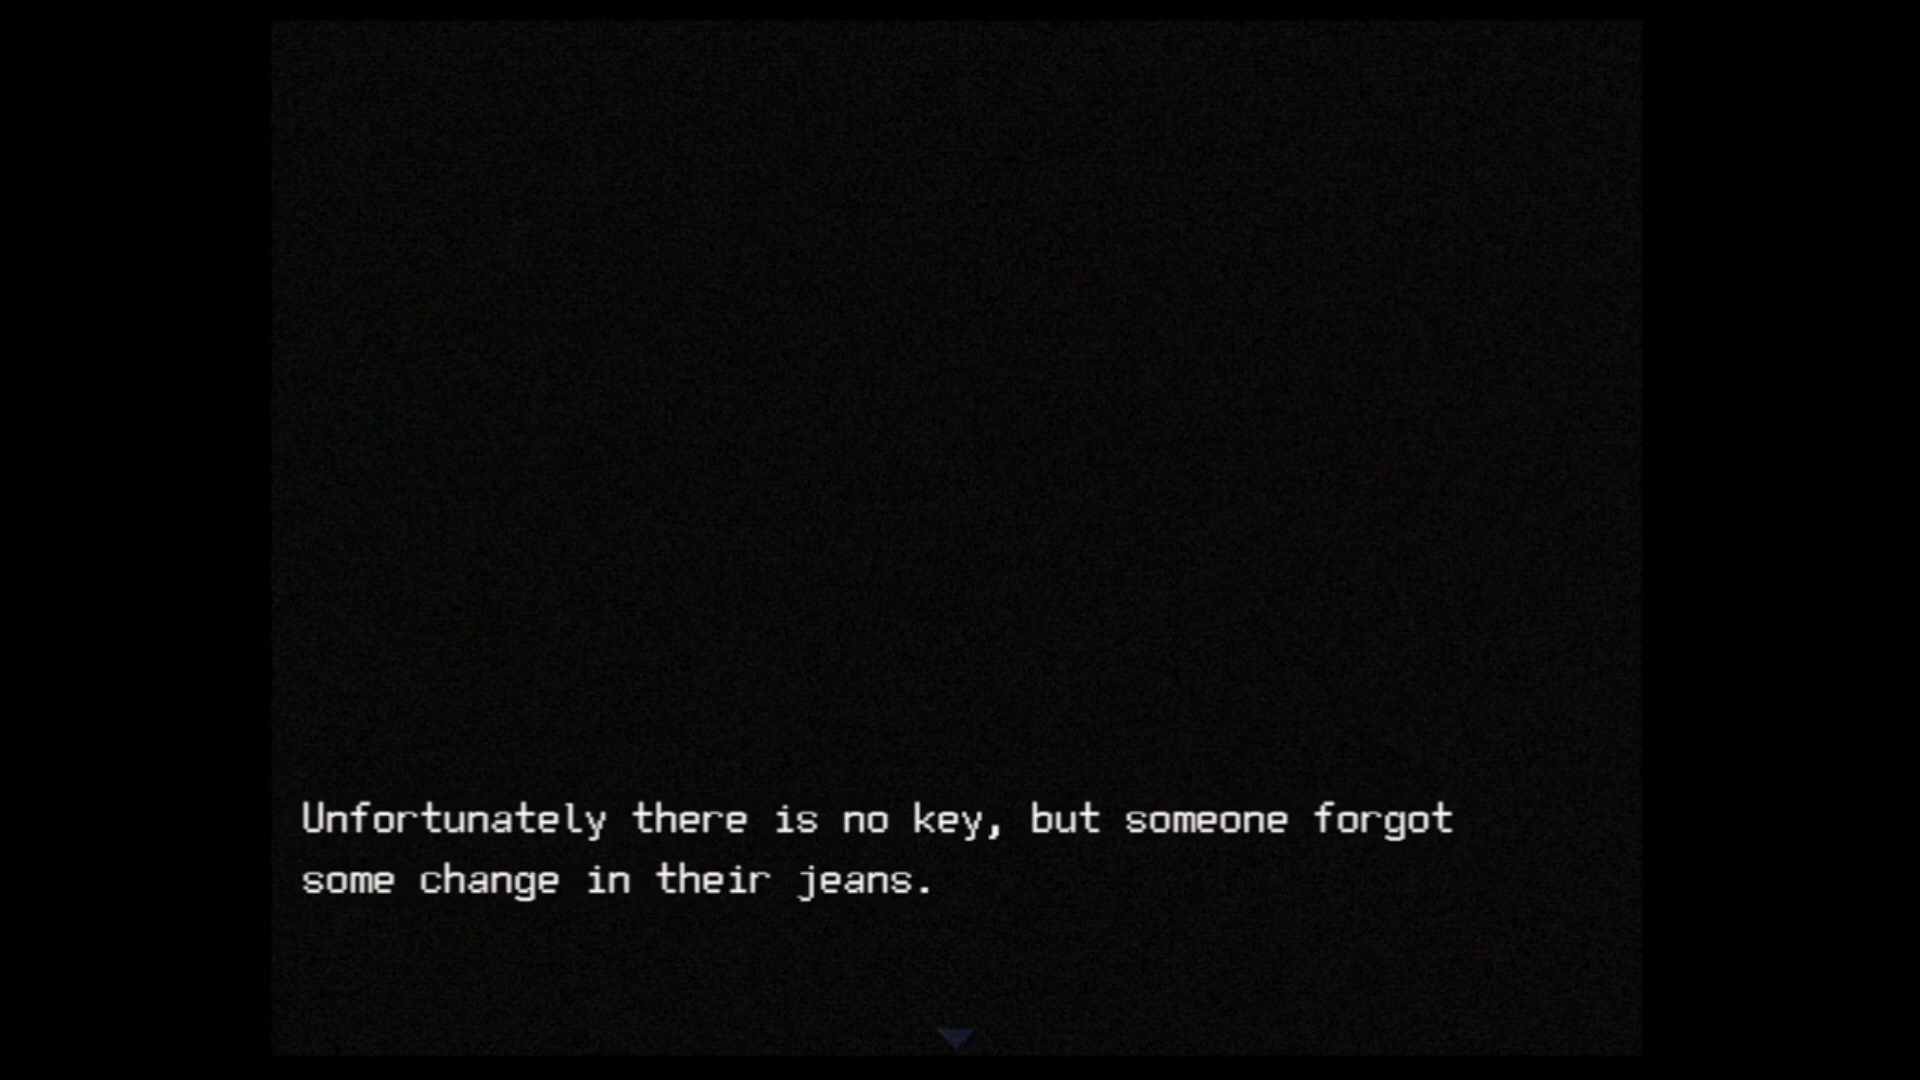 Unfortunately there is no key, but someone forgot
some change in their jeans.